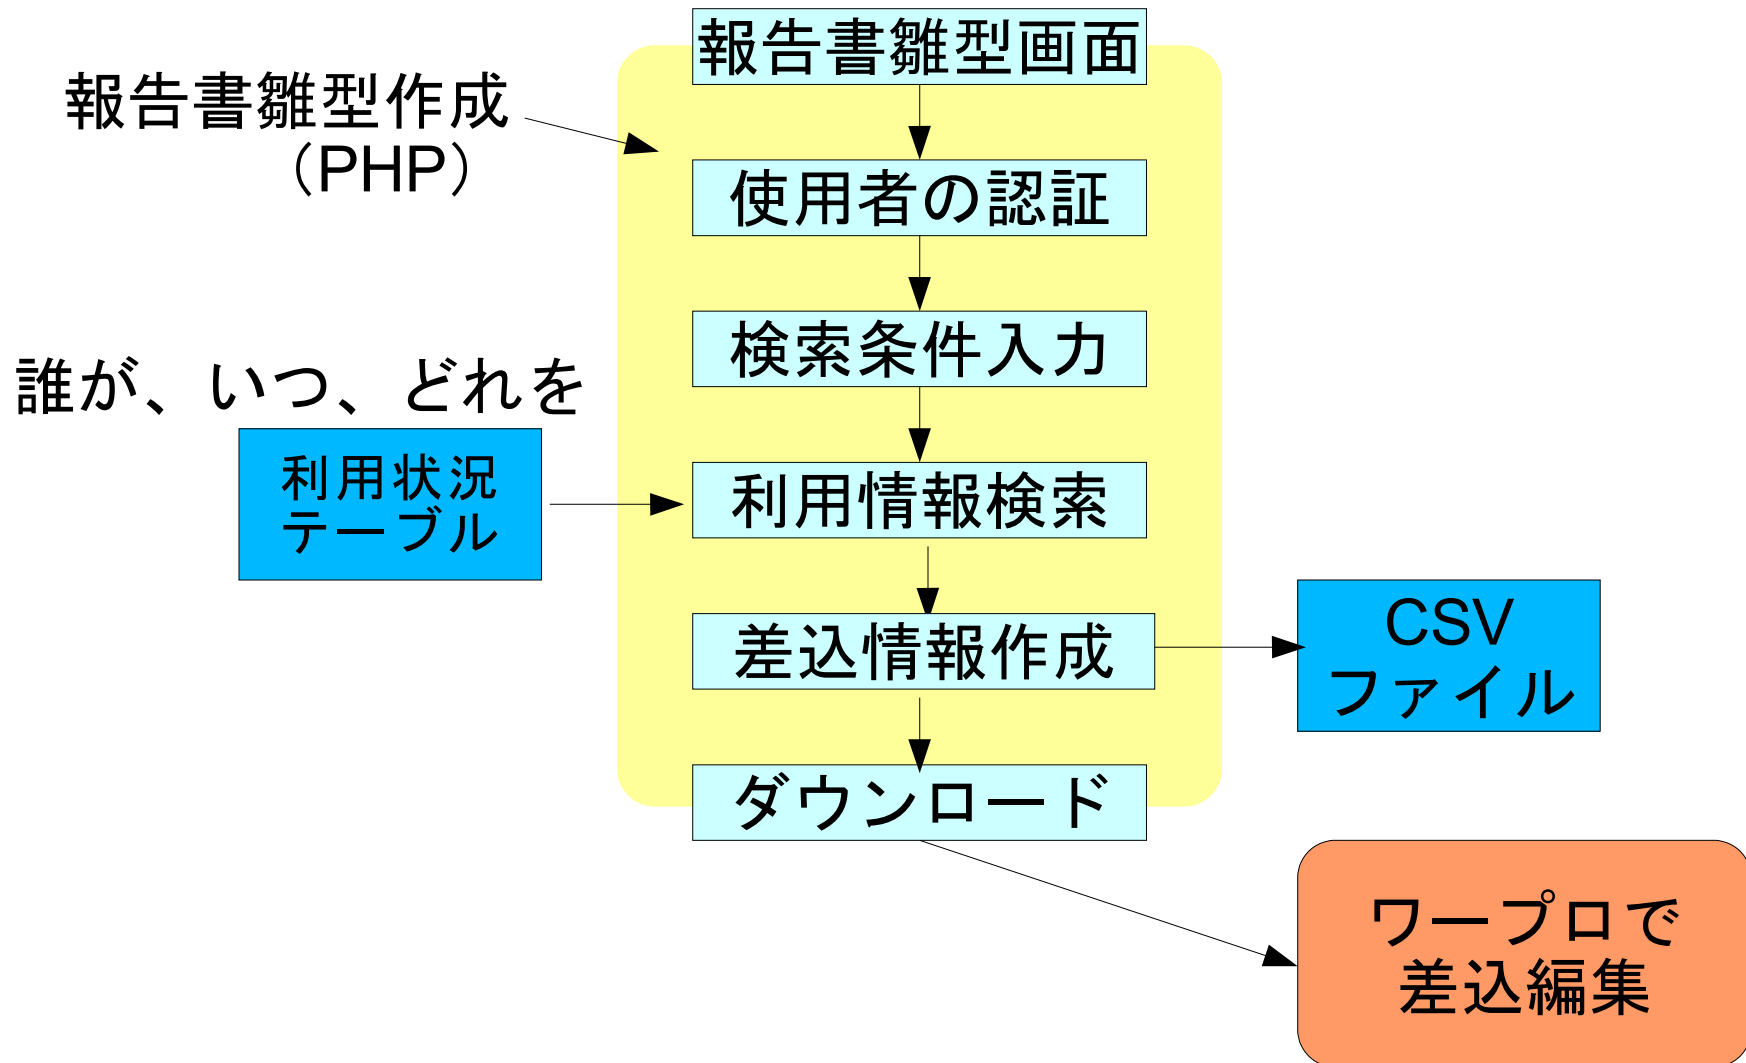 報告書雛型画面
報告書雛型作成
（PHP）
使用者の認証
検索条件入力
誰が、いつ、どれを
利用状況
テーブル
利用情報検索
差込情報作成
CSV
ファイル
ダウンロード
ワープロで
差込編集